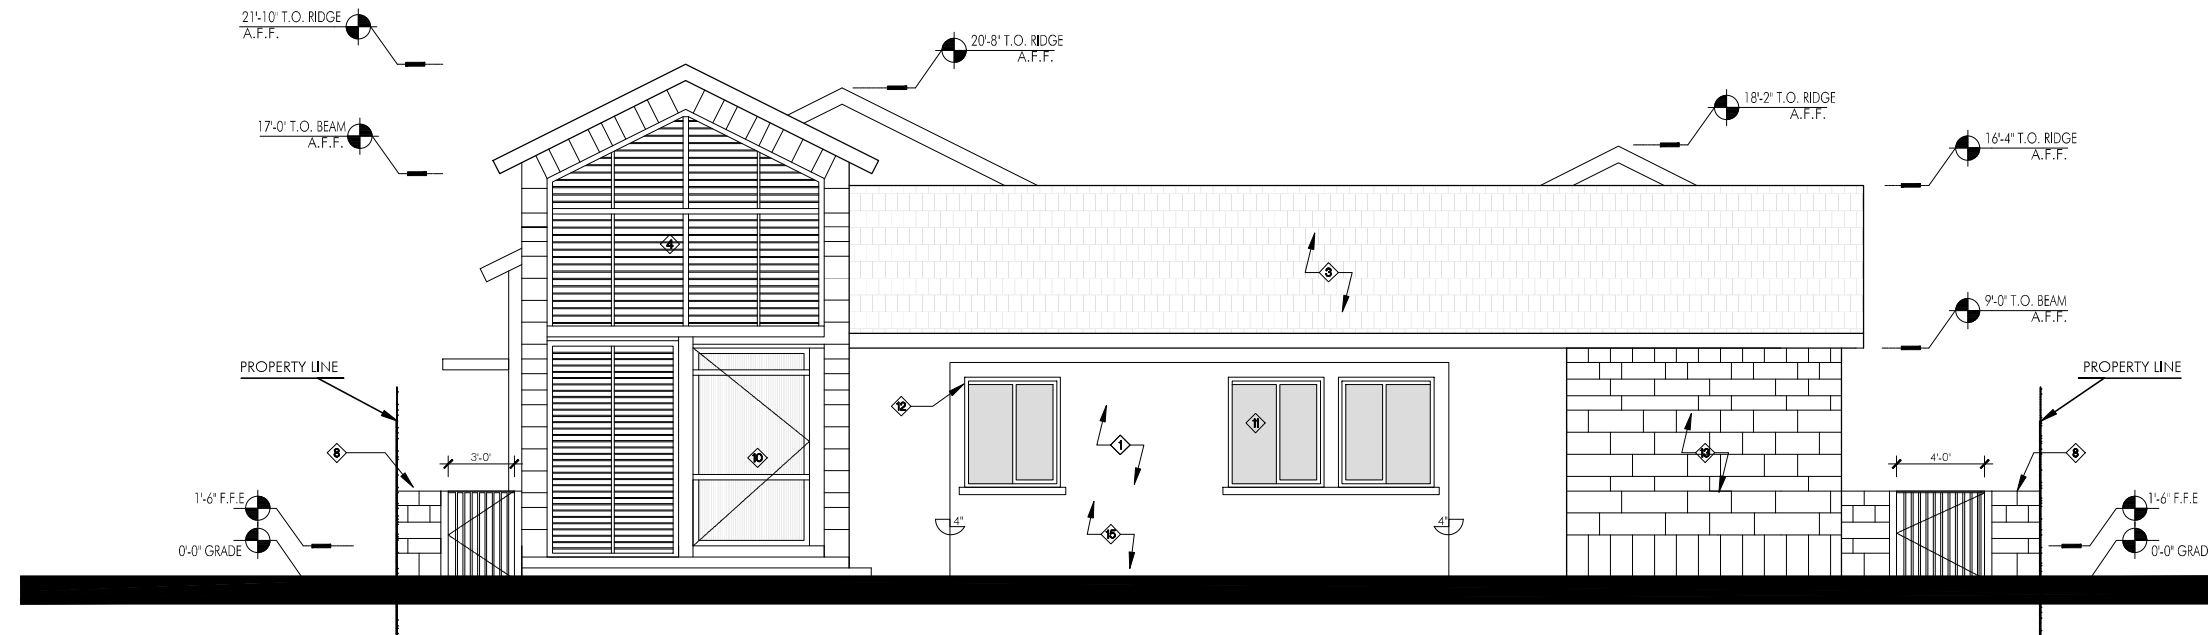 21'-10" T.O. RIDGE
A.F.F.
20'-8" T.O. RIDGE
A.F.F.
18'-2" T.O. RIDGE
A.F.F.
17'-0" T.O. BEAM
A.F.F.
16'-4" T.O. RIDGE
A.F.F.
4
3
9'-0" T.O. BEAM
A.F.F.
PROPERTY LINE
PROPERTY LINE
12
11
1
8
3'-0"
10
13
4'-0"
8
1'-6" F.F.E
1'-6" F.F.E
4"
4"
15
0'-0" GRADE
0'-0" GRAD